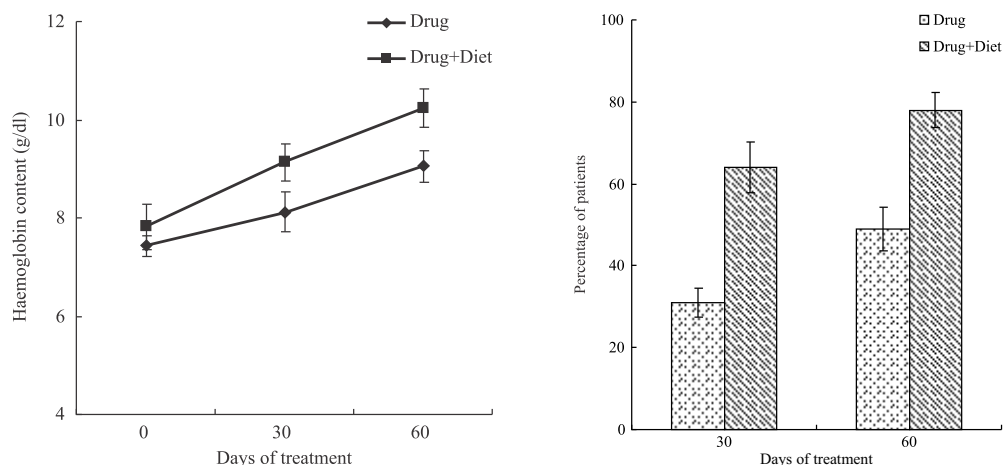 12
10
8
6
4
Haemoglobin content (g/dl)
Drug
Drug+Diet
0 30 60
Days of treatment
100
80
60
40
20
0
Percentage of patients
Drug
Drug+Diet
30 60
Days of treatment